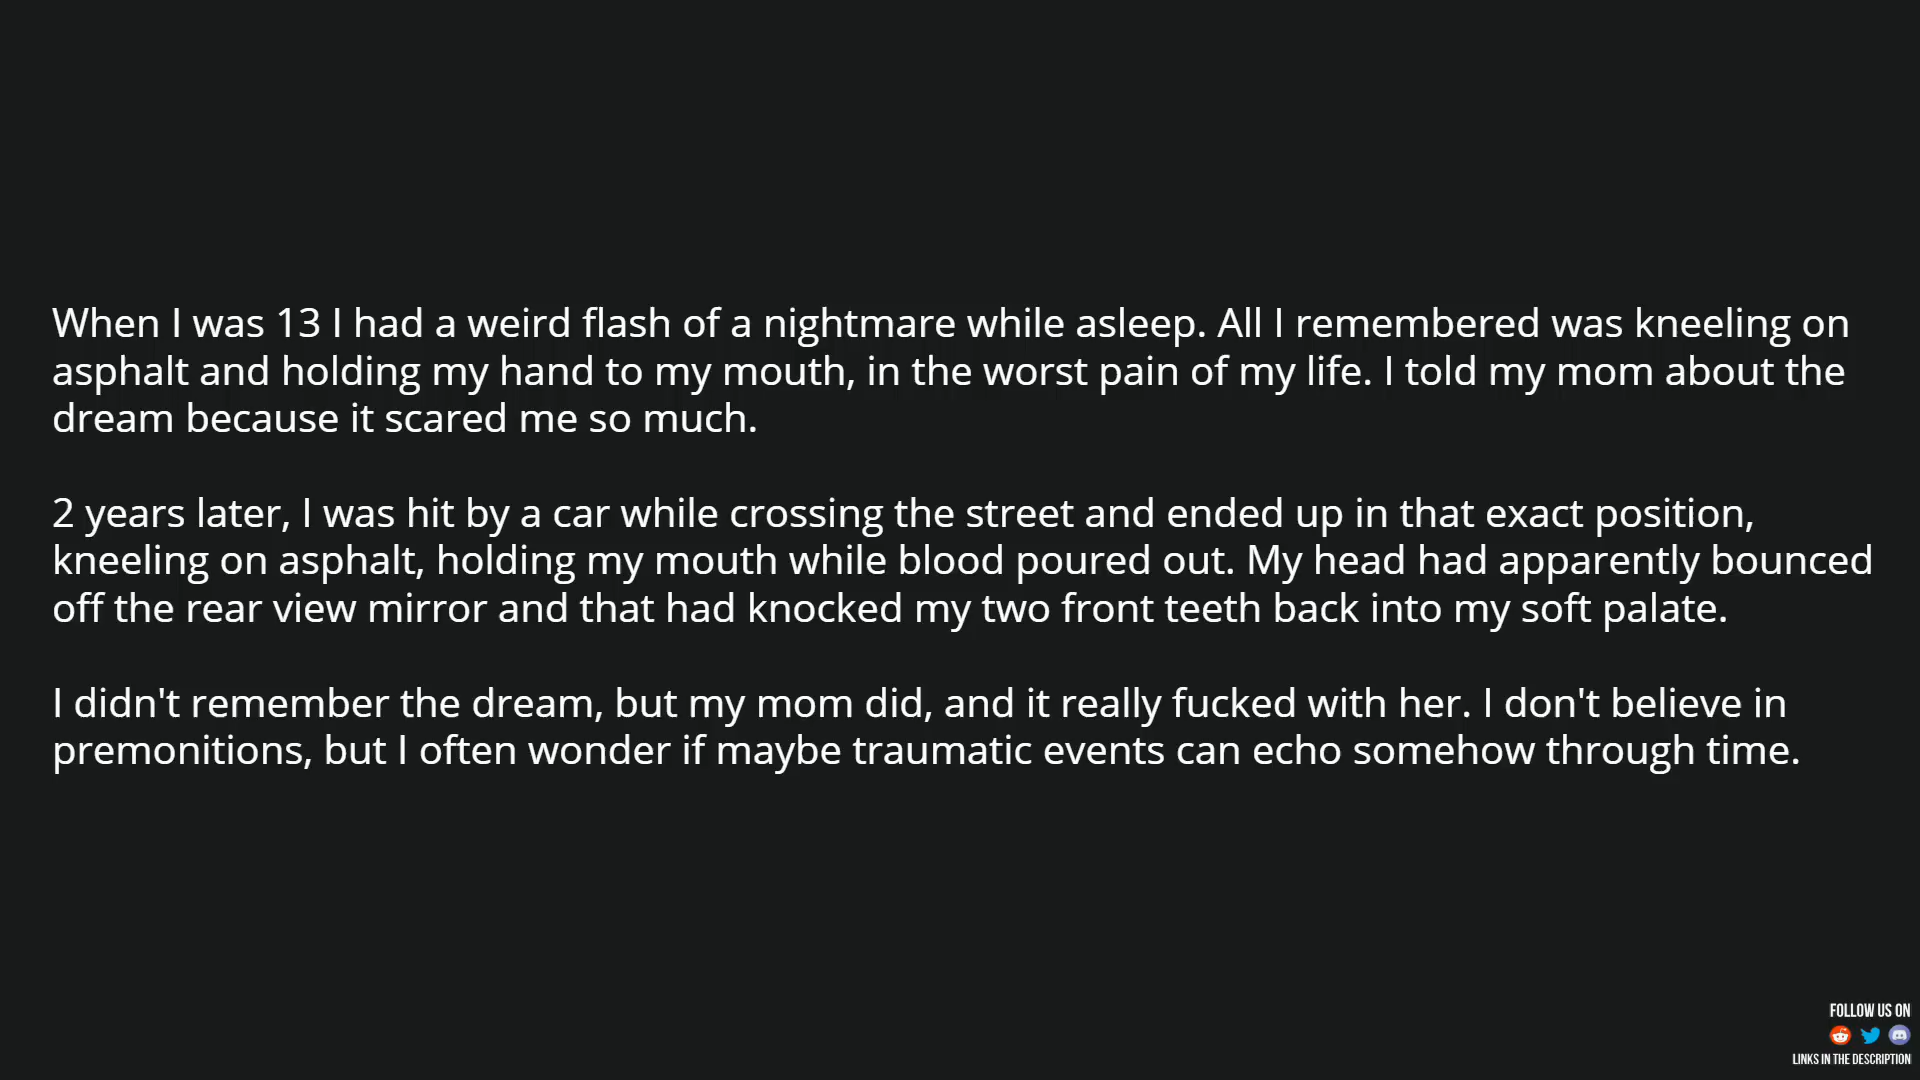 When I was 13 I had a weird flash of a nightmare while asleep. All I remembered was kneeling on
asphalt and holding my hand to my mouth, in the worst pain of my life. I told my mom about the
dream because it scared me so much.
2 years later, I was hit by a car while crossing the street and ended up in that exact position,
kneeling on asphalt, holding my mouth while blood poured out. My head had apparently bounced
off the rear view mirror and that had knocked my two front teeth back into my soft palate.
I didn't remember the dream, but my mom did, and it really fucked with her. I don't believe in
premonitions, but I often wonder if maybe traumatic events can echo somehow through time.
FOLLOW US ON
LINKS IN THE DESCRIPTION